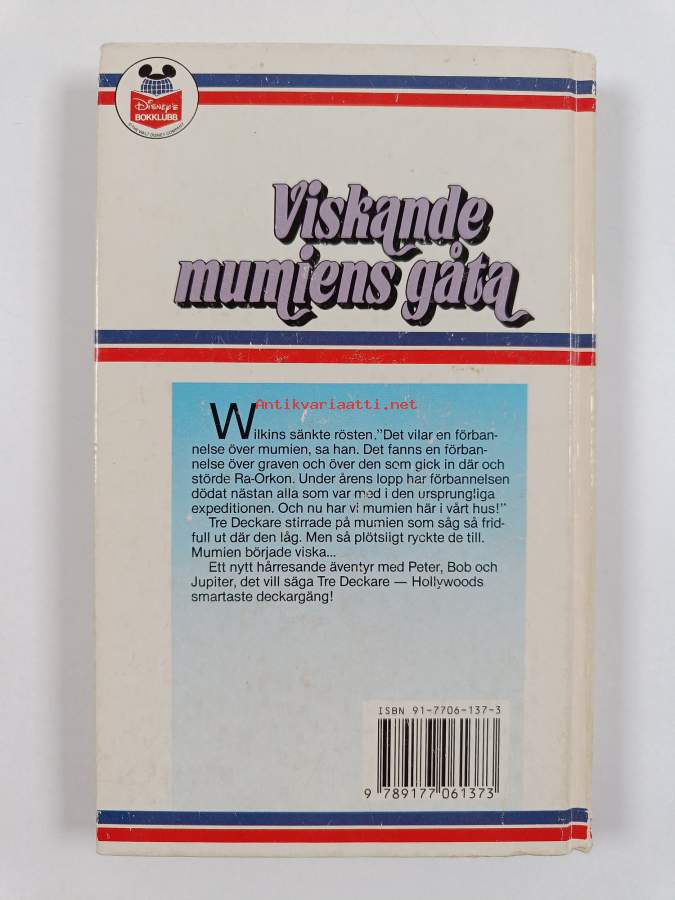 DISNEY'S
BOKKLUBB
© THE WALT DISNEY COMPANY
Viskande
mumiens gåta
Antikvariaatti.net
Wilkins sänkte rösten."Det vilar en förban-
nelse över mumien, sa han. Det fanns en förban-
nelse över graven och över den som gick in där och
störde Ra-Orkon. Under årens lopp har förbannelsen
dödat nästan alla som var med i den ursprungliga
expeditionen. Och nu har vi mumien här i vårt hus!"
Tre Deckare stirrade på mumien som såg så frid-
full ut där den låg. Men så plötsligt ryckte de till.
Mumien började viska...
Ett nytt hårresande äventyr med Peter, Bob och
Jupiter, det vill säga Tre Deckare — Hollywoods
smartaste deckargäng!
ISBN 91-7706-137-3
9 789177 061373